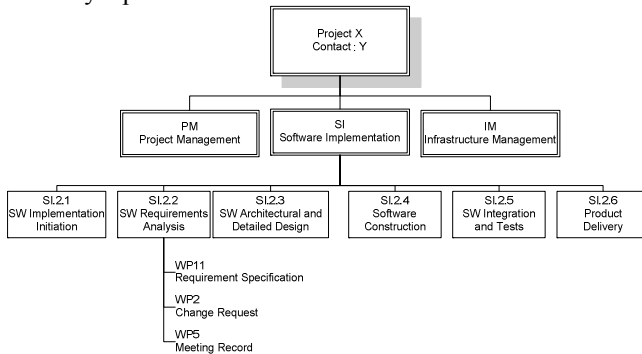 Project X
Contact : Y
PM
Project Management
SI
Software Implementation
IM
Infrastructure Management
SI.2.1
SW Implementation
Initiation
SI.2.2
SW Requirements
Analysis
SI.2.3
SW Architectural and
Detailed Design
SI.2.4
Software
Construction
SI.2.5
SW Integration
and Tests
SI.2.6
Product
Delivery
WP11
Requirement Specification
WP2
Change Request
WP5
Meeting Record